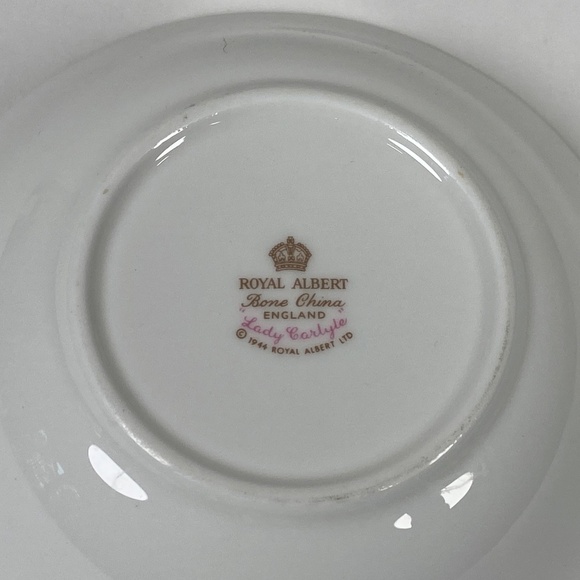 ROYAL ALBERT
Bone China
ENGLAND
"Lady Carlyle"
© 1944 ROYAL ALBERT LTD